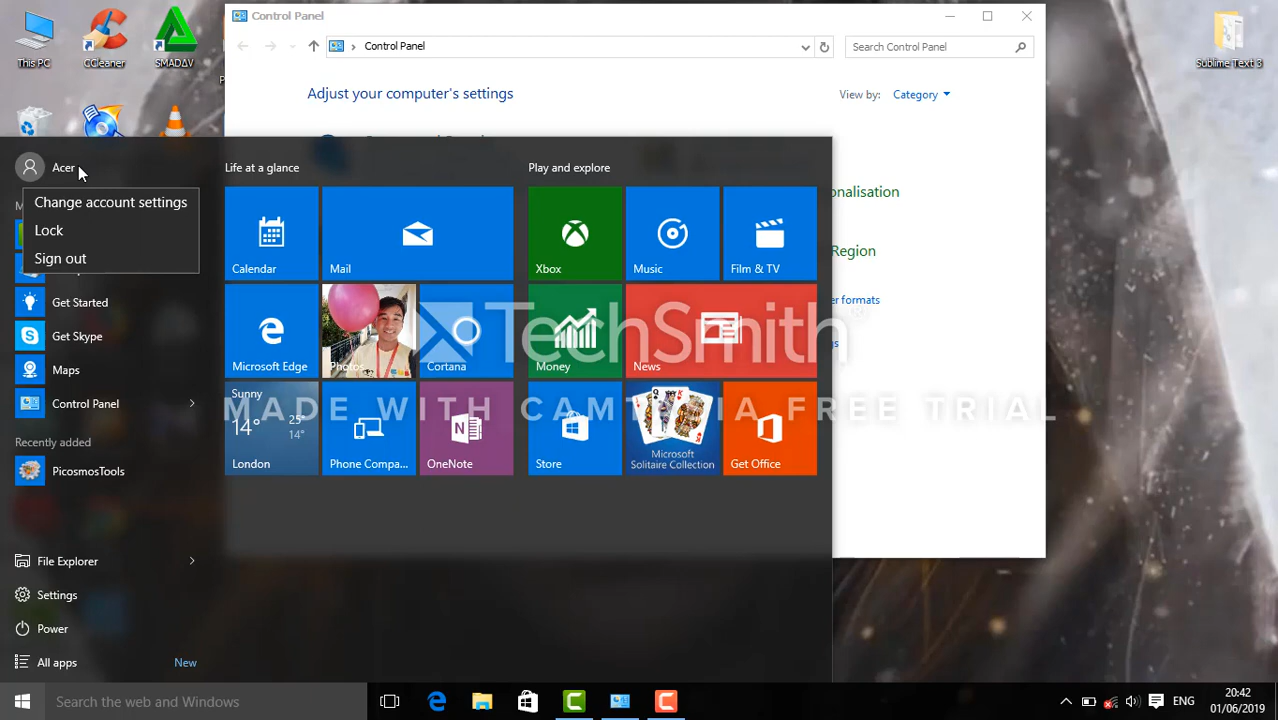 This PC
CCleaner
SMADΔV
Sublime Text 3
Control Panel
Control Panel
Search Control Panel
Adjust your computer's settings
View by:
Category
onalisation
Region
er formats
Acer
Change account settings
Lock
Sign out
Get Started
Get Skype
Maps
Control Panel
Recently added
PicosmosTools
File Explorer
Settings
Power
All apps
New
Life at a glance
Calendar
Mail
Microsoft Edge
Photos
Cortana
Sunny
14°
25°
14°
London
Phone Compa...
OneNote
Play and explore
Xbox
Music
Film & TV
Money
News
Store
Microsoft
Solitaire Collection
Get Office
TechSmith
MADE WITH CAMTASIA FREE TRIAL
Search the web and Windows
ENG
20:42
01/06/2019